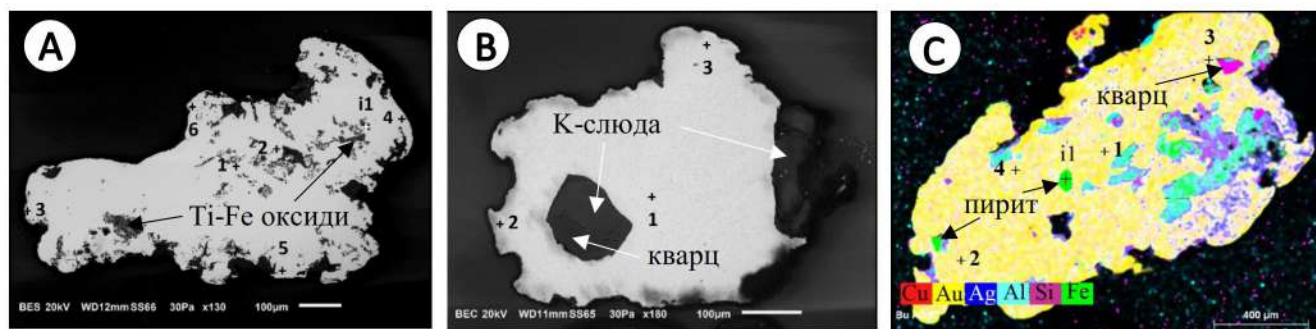 A
i1
4
6
2
1
3
Ti-Fe оксиди
5
BES 20kV WD12mm SS66 30Pa x130 100µm
B
3
К-слюда
2
1
кварц
BEC 20kV WD11mm SS65 30Pa x180 100µm
C
3
кварц
1
i1
4
пирит
2
Cu Au Ag Al Si Fe
400 µm